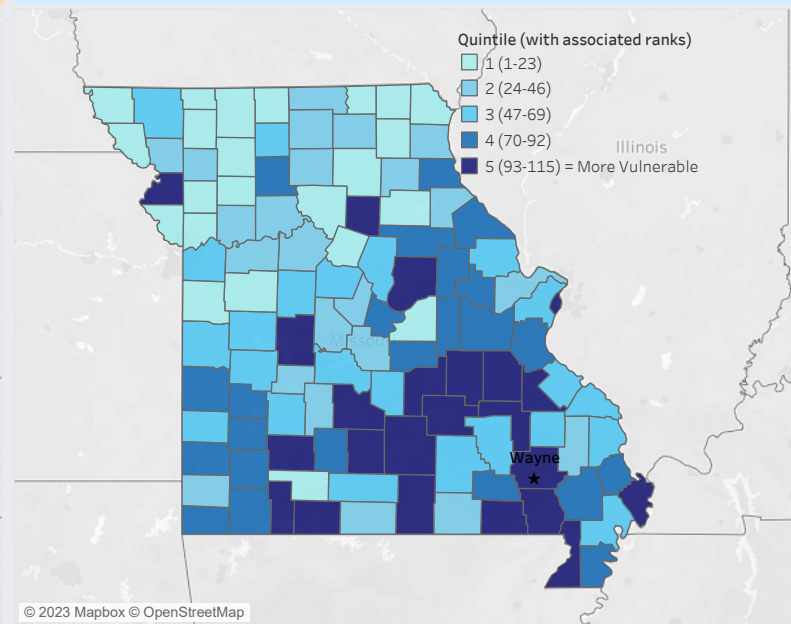 Quintile (with associated ranks)
1 (1-23)
2 (24-46)
3 (47-69)
4 (70-92)
5 (93-115) = More Vulnerable
Illinois
Missouri
Wayne
© 2023 Mapbox © OpenStreetMap